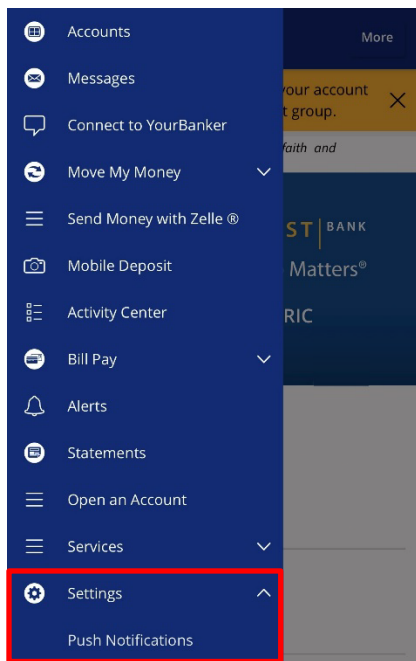 Accounts
More
Messages
your account
t group.
Connect to YourBanker
faith and
Move My Money
Send Money with Zelle ®
ST | BANK
Mobile Deposit
Matters®
Activity Center
RIC
Bill Pay
Alerts
Statements
Open an Account
Services
Settings
Push Notifications